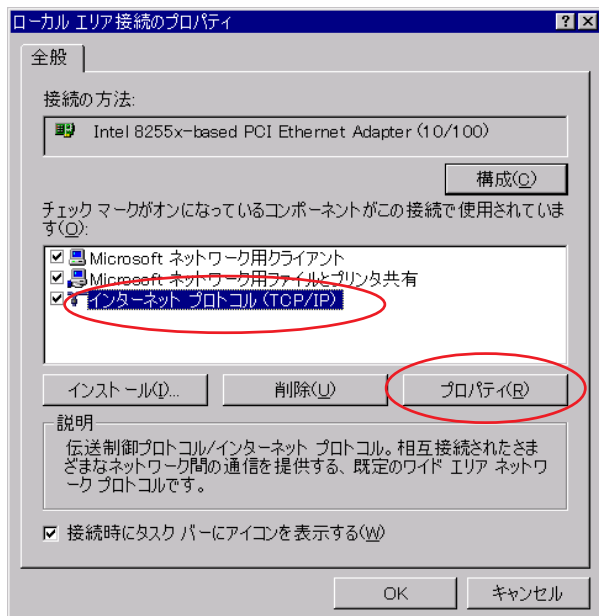 ローカル エリア接続のプロパティ
全般
接続の方法:
Intel 8255x-based PCI Ethernet Adapter (10/100)
構成(C)
チェック マークがオンになっているコンポーネントがこの接続で使用されていま
す(O):
Microsoft ネットワーク用クライアント
Microsoft ネットワーク用ファイルとプリンタ共有
インターネット プロトコル (TCP/IP)
インストール(I)... 削除(U) プロパティ(R)
説明
伝送制御プロトコル/インターネット プロトコル。相互接続されたさま
ざまなネットワーク間の通信を提供する、既定のワイド エリア ネットワ
ーク プロトコルです。
接続時にタスク バーにアイコンを表示する(W)
OK キャンセル